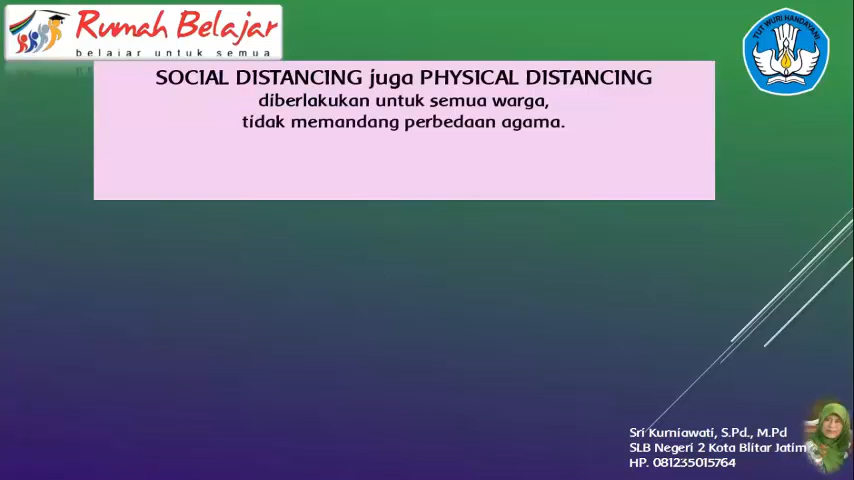 Rumah Belajar
belajar untuk semua
TUT WURI HANDAYANI
SOCIAL DISTANCING juga PHYSICAL DISTANCING
diberlakukan untuk semua warga,
tidak memandang perbedaan agama.
Sri Kurniawati, S.Pd., M.Pd
SLB Negeri 2 Kota Blitar Jatim
HP. 081235015764